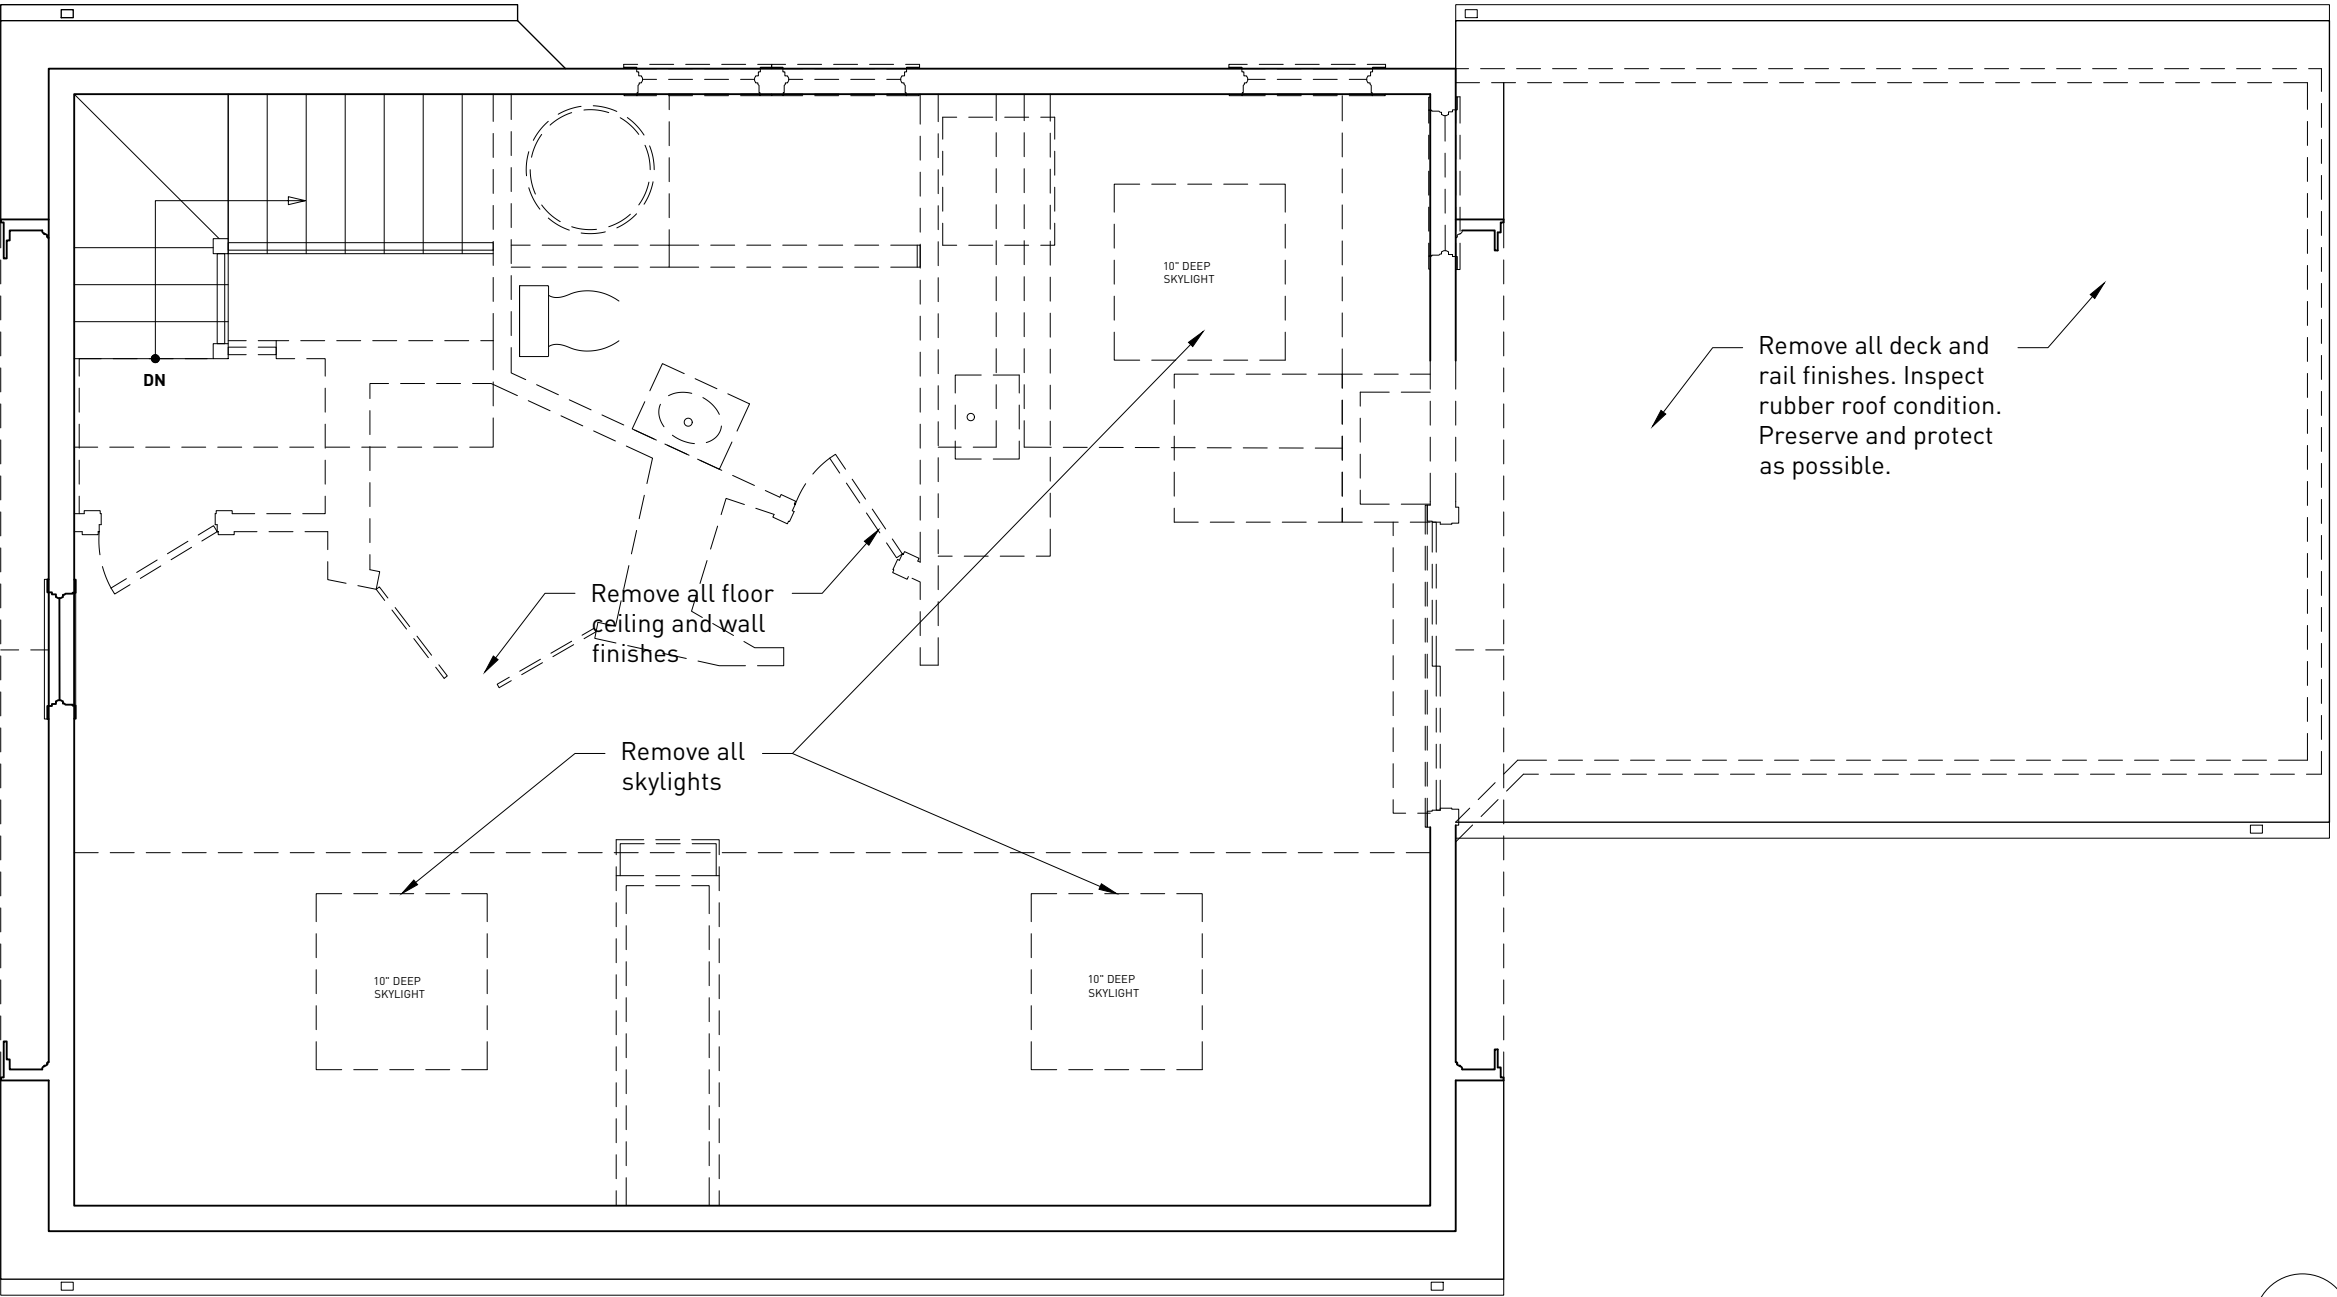 10" DEEP
SKYLIGHT
Remove all deck and
rail finishes. Inspect
rubber roof condition.
Preserve and protect
as possible.
DN
Remove all floor
ceiling and wall
finishes
Remove all
skylights
10" DEEP
SKYLIGHT
10" DEEP
SKYLIGHT